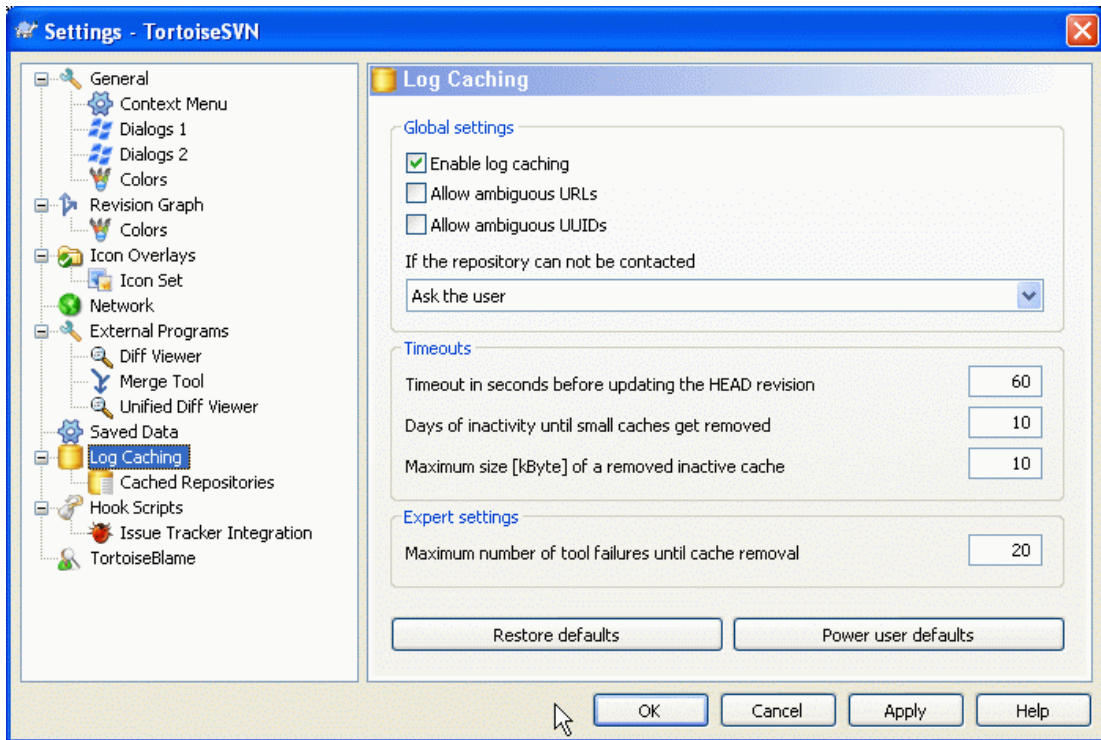 Settings - TortoiseSVN
General
Context Menu
Dialogs 1
Dialogs 2
Colors
Revision Graph
Colors
Icon Overlays
Icon Set
Network
External Programs
Diff Viewer
Merge Tool
Unified Diff Viewer
Saved Data
Log Caching
Cached Repositories
Hook Scripts
Issue Tracker Integration
TortoiseBlame
Log Caching
Global settings
Enable log caching
Allow ambiguous URLs
Allow ambiguous UUIDs
If the repository can not be contacted
Ask the user
Timeouts
Timeout in seconds before updating the HEAD revision 60
Days of inactivity until small caches get removed 10
Maximum size [kByte] of a removed inactive cache 10
Expert settings
Maximum number of tool failures until cache removal 20
Restore defaults Power user defaults
OK Cancel Apply Help